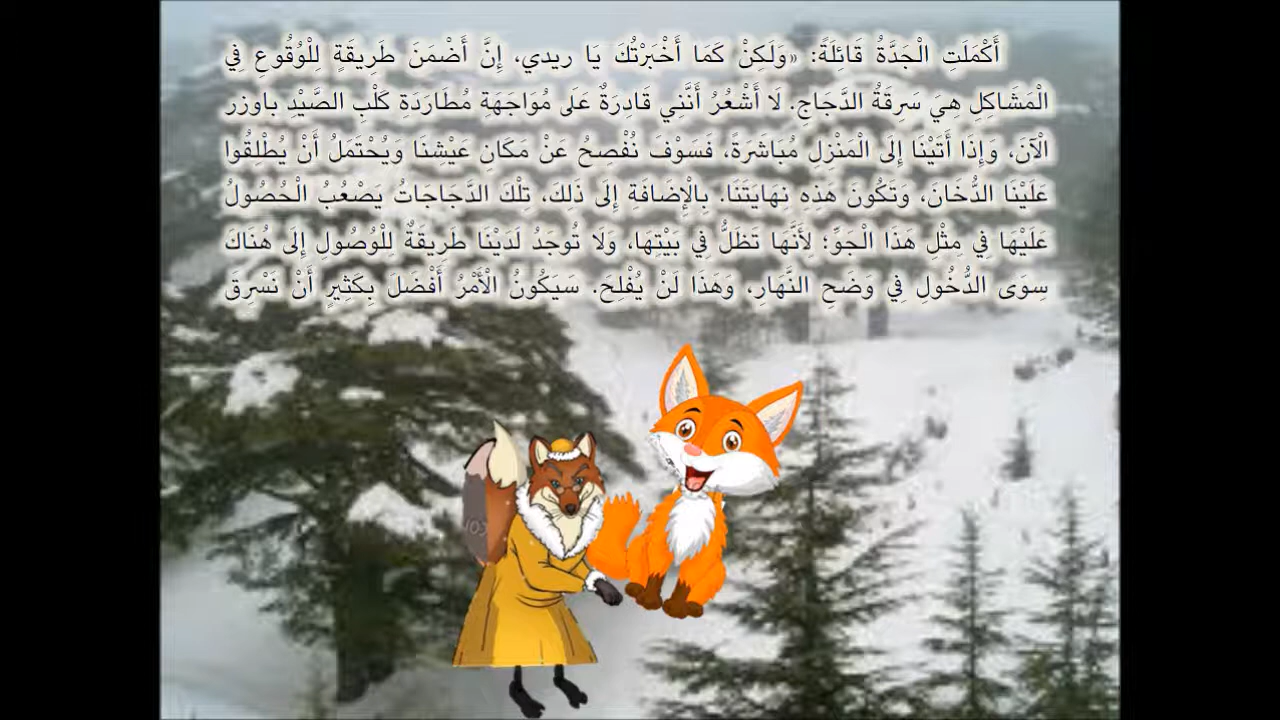 أَكْمَلَتِ الْجَدَّةُ قَائِلَةً: «وَلَكِنْ كَمَا أَخْبَرْتُكَ يَا ريدي، إِنَّ أَضْمَنَ طَرِيقَةٍ لِلْوُقُوعِ فِي
الْمَشَاكِلِ هِيَ سَرِقَةُ الدَّجَاجِ. لَا أَشْعُرُ أَنَّنِي قَادِرَةٌ عَلَى مُوَاجَهَةِ مُطَارَدَةِ كَلْبِ الصَّيْدِ باوزر
الْآنَ، وَإِذَا أَتَيْنَا إِلَى الْمَنْزِلِ مُبَاشَرَةً، فَسَوْفَ نُفْصِحُ عَنْ مَكَانِ عَيْشِنَا وَيُحْتَمَلُ أَنْ يُطْلِقُوا
عَلَيْنَا الدُّخَانَ، وَتَكُونَ هَذِهِ نِهَايَتَنَا. بِالْإِضَافَةِ إِلَى ذَلِكَ، تِلْكَ الدَّجَاجَاتُ يَصْعُبُ الْحُصُولُ
عَلَيْهَا فِي مِثْلِ هَذَا الْجَوِّ؛ لِأَنَّهَا تَظَلُّ فِي بَيْتِهَا، وَلَا تُوجَدُ لَدَيْنَا طَرِيقَةٌ لِلْوُصُولِ إِلَى هُنَاكَ
سِوَى الدُّخُولِ فِي وَضَحِ النَّهَارِ، وَهَذَا لَنْ يُفْلِحَ. سَيَكُونُ الْأَمْرُ أَفْضَلَ بِكَثِيرٍ أَنْ نَسْرِقَ